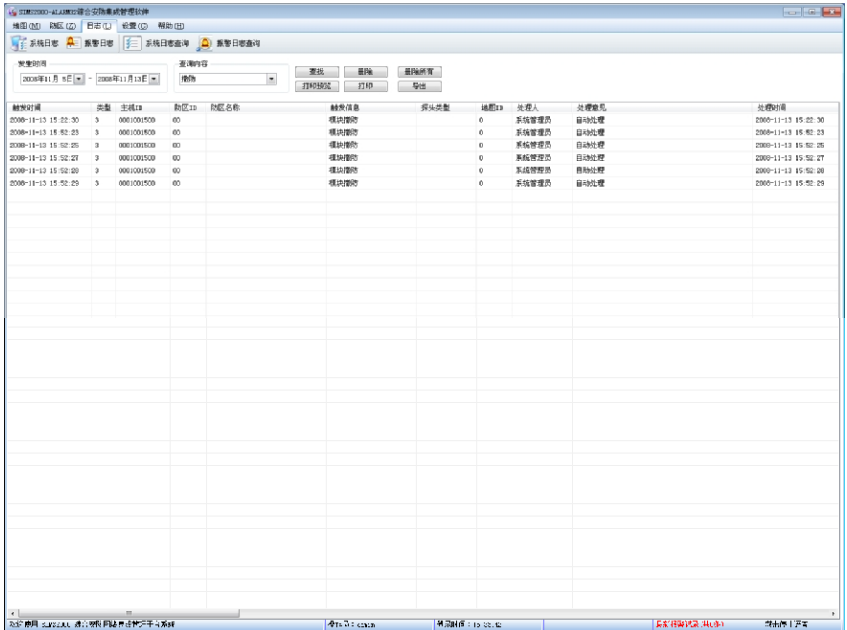 综合安防集成管理软件
地图(M) 防区(Z) 日志(L) 设置(C) 帮助(H)
系统日志 报警日志 系统日志查询 报警日志查询
发生时间 查询内容
2008年11月 5日 - 2008年11月13日 撤防 查找 删除 删除所有
打印预览 打印 导出
触发时间 类型 主机ID 防区ID 防区名称 触发信息 探头类型 地图ID 处理人 处理意见 处理时间
2008-11-13 15:22:30 3 0001001500 00 模块撤防 0 系统管理员 自动处理 2008-11-13 15:22:30
2008-11-13 15:52:23 3 0001001500 00 模块撤防 0 系统管理员 自动处理 2008-11-13 15:52:23
2008-11-13 15:52:25 3 0001001500 00 模块撤防 0 系统管理员 自动处理 2008-11-13 15:52:25
2008-11-13 15:52:27 3 0001001500 00 模块撤防 0 系统管理员 自动处理 2008-11-13 15:52:27
2008-11-13 15:52:28 3 0001001500 00 模块撤防 0 系统管理员 自动处理 2008-11-13 15:52:28
2008-11-13 15:52:29 3 0001001500 00 模块撤防 0 系统管理员 自动处理 2008-11-13 15:52:29